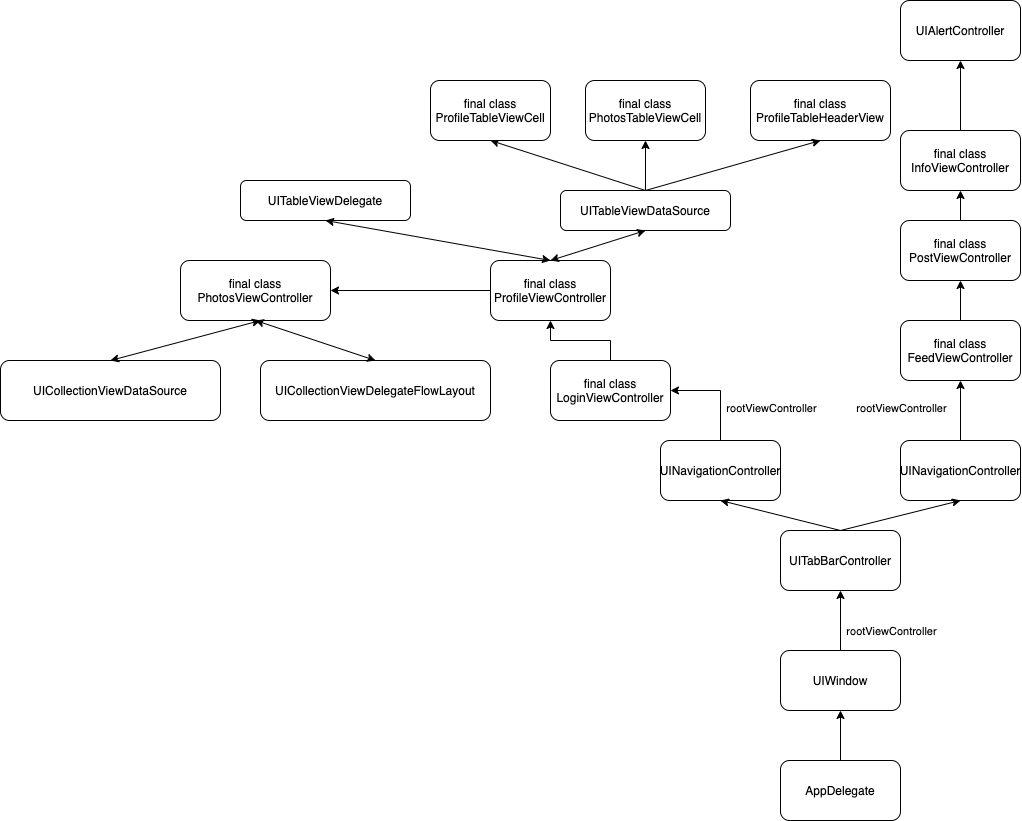 UIAlertController
final class
ProfileTableViewCell
final class
PhotosTableViewCell
final class
ProfileTableHeaderView
final class
InfoViewController
UITableViewDelegate
UITableViewDataSource
final class
PostViewController
final class
PhotosViewController
final class
ProfileViewController
final class
FeedViewController
UICollectionViewDataSource
UICollectionViewDelegateFlowLayout
final class
LoginViewController
rootViewController
rootViewController
UINavigationController
UINavigationController
UITabBarController
rootViewController
UIWindow
AppDelegate